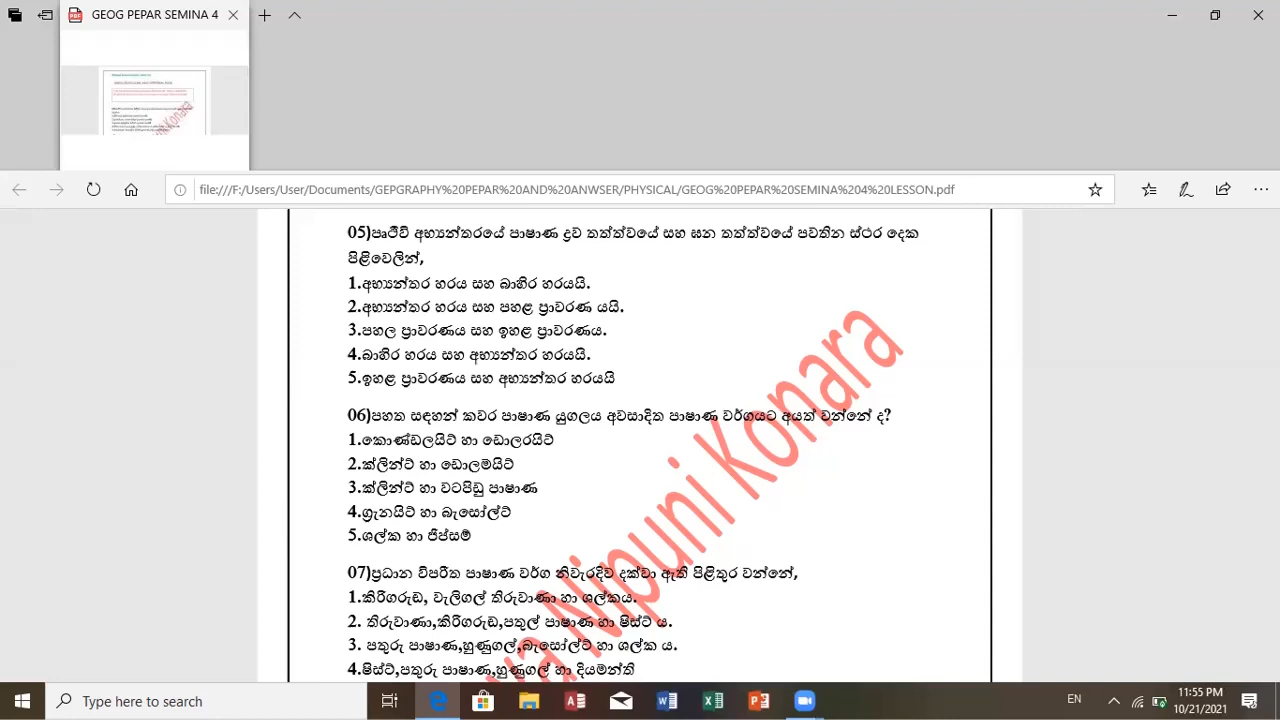 GEOG PEPAR SEMINA 4
file:///F:/Users/User/Documents/GEPGRAPHY%20PEPAR%20AND%20ANWSER/PHYSICAL/GEOG%20PEPAR%20SEMINA%204%20LESSON.pdf
05)පෘථිවි අභ්‍යන්තරයේ පාෂාණ ද්‍රව තත්ත්වයේ සහ ඝන තත්ත්වයේ පවතින ස්ථර දෙක
පිළිවෙලින්,
1.අභ්‍යන්තර හරය සහ බාහිර හරයයි.
2.අභ්‍යන්තර හරය සහ පහළ ප්‍රාවරණ යයි.
3.පහල ප්‍රාවරණය සහ ඉහළ ප්‍රාවරණය.
4.බාහිර හරය සහ අභ්‍යන්තර හරයයි.
5.ඉහළ ප්‍රාවරණය සහ අභ්‍යන්තර හරයයි
06)පහත සඳහන් කවර පාෂාණ යුගලය අවසාදිත පාෂාණ වර්ගයට අයත් වන්නේ ද?
1.කොණ්ඩලයිට් හා ඩොලරයිට්
2.ක්ලින්ට් හා ඩොලමයිට්
3.ක්ලින්ට් හා වටපිඩු පාෂාණ
4.ග්‍රැනයිට් හා බැසෝල්ට්
5.ශල්ක හා ජිප්සම්
07)ප්‍රධාන විපරීත පාෂාණ වර්ග නිවැරදිව දක්වා ඇති පිළිතුර වන්නේ,
1.කිරිගරුඬ, වැලිගල් තිරුවාණා හා ශල්කය.
2. තිරුවාණා,කිරිගරුඬ,පතුල් පාෂාණ හා ෂිස්ට් ය.
3. පතුරු පාෂාණ,හුණුගල්,බැසෝල්ට් හා ශල්ක ය.
4.ෂිස්ට්,පතුරු පාෂාණ,හුණුගල් හා දියමන්ති
ya Nipuni Konara
Type here to search
EN
11:55 PM
10/21/2021